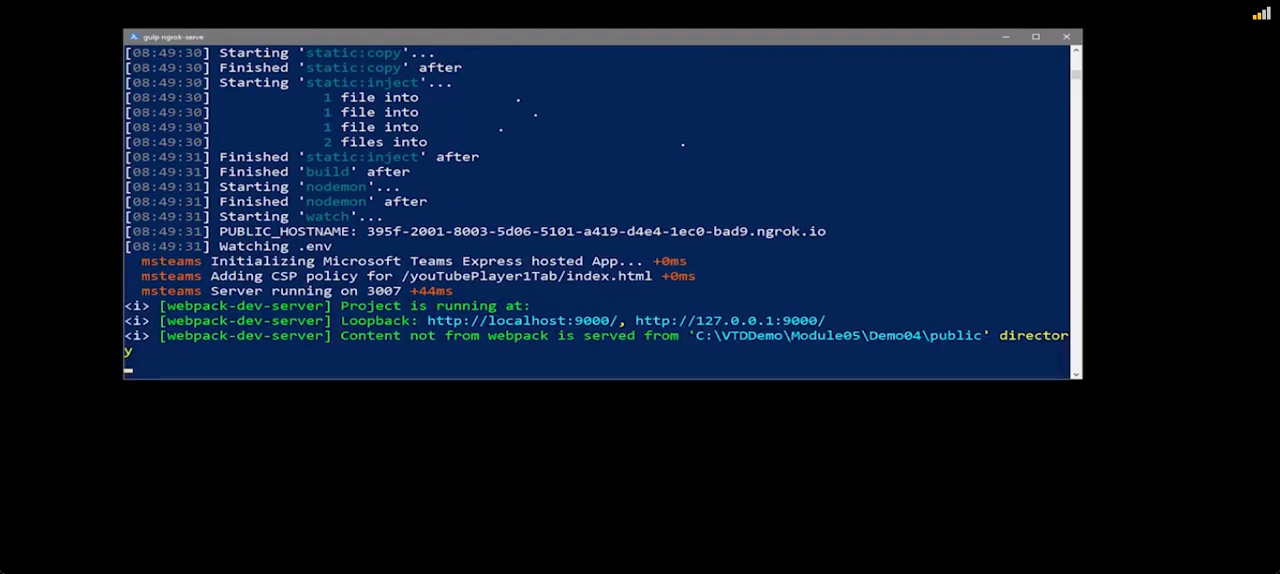 gulp ngrok-serve
[08:49:30] Starting 'static:copy'...
[08:49:30] Finished 'static:copy' after
[08:49:30] Starting 'static:inject'...
[08:49:30] 1 file into .
[08:49:30] 1 file into .
[08:49:30] 1 file into .
[08:49:30] 2 files into .
[08:49:31] Finished 'static:inject' after
[08:49:31] Finished 'build' after
[08:49:31] Starting 'nodemon'...
[08:49:31] Finished 'nodemon' after
[08:49:31] Starting 'watch'...
[08:49:31] PUBLIC_HOSTNAME: 395f-2001-8003-5d06-5101-a419-d4e4-1ec0-bad9.ngrok.io
[08:49:31] Watching .env
msteams Initializing Microsoft Teams Express hosted App... +0ms
msteams Adding CSP policy for /youTubePlayer1Tab/index.html +0ms
msteams Server running on 3007 +44ms
<i> [webpack-dev-server] Project is running at:
<i> [webpack-dev-server] Loopback: http://localhost:9000/, http://127.0.0.1:9000/
<i> [webpack-dev-server] Content not from webpack is served from 'C:\VTDDemo\Module05\Demo04\public' director
y